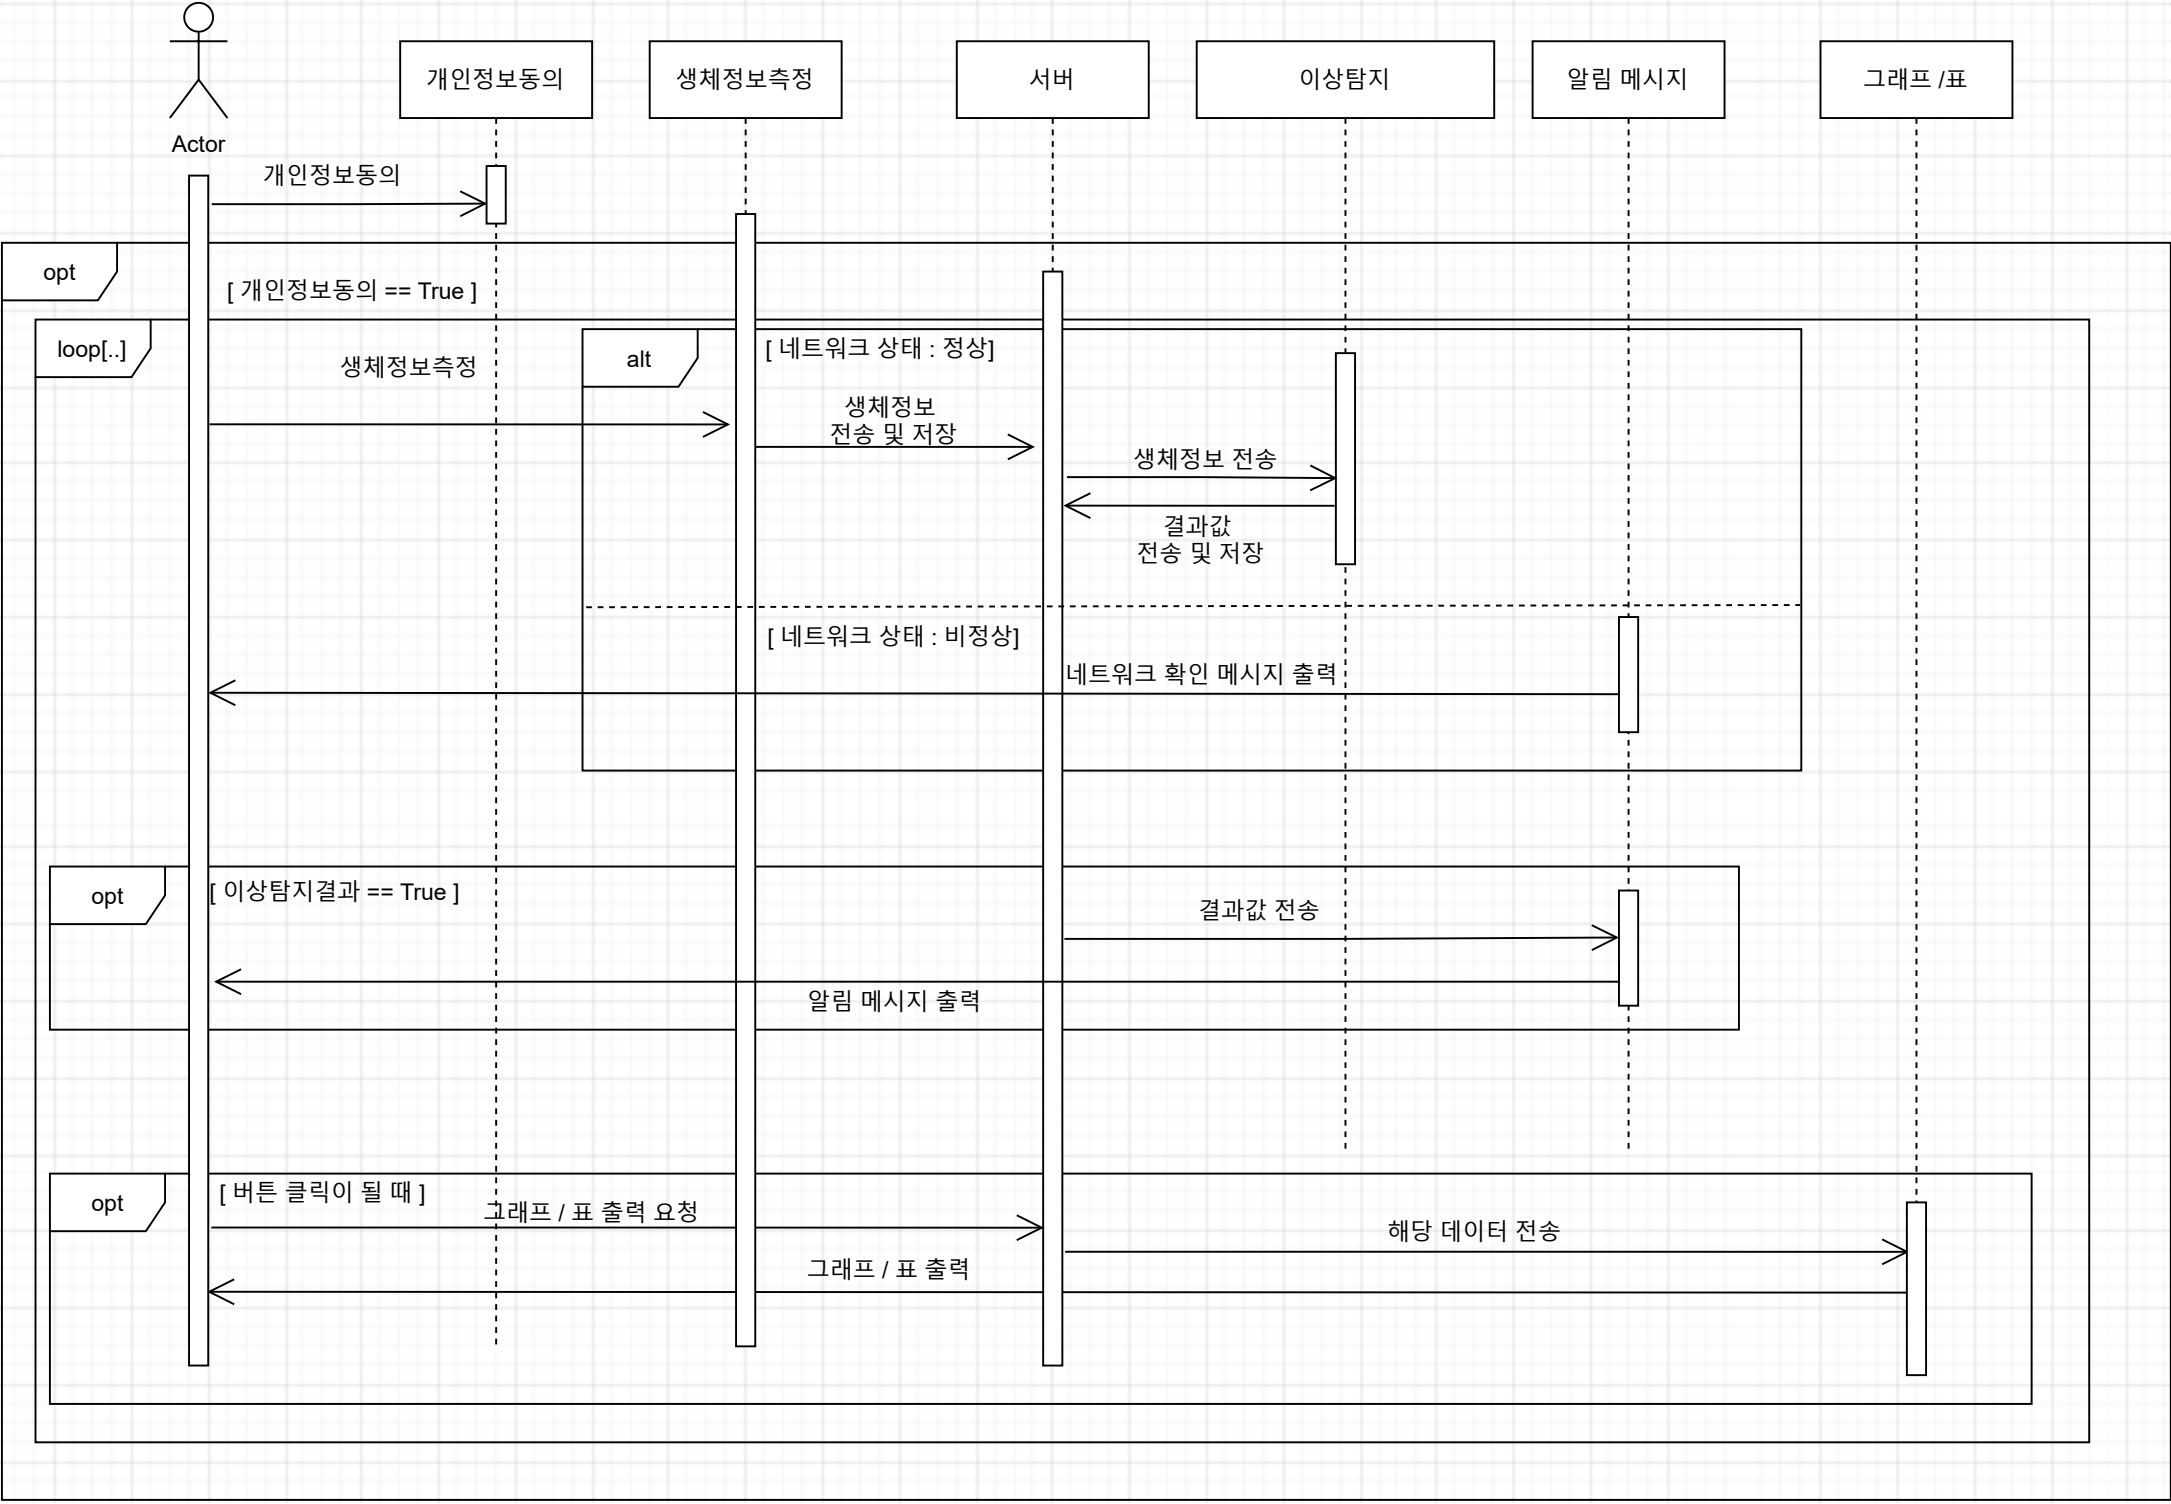 개인정보동의
생체정보측정
서버
이상탐지
알림 메시지
그래프 /표
Actor
개인정보동의
opt
[ 개인정보동의 == True ]
loop[..]
생체정보측정
alt
[ 네트워크 상태 : 정상]
생체정보
전송 및 저장
생체정보 전송
결과값
전송 및 저장
[ 네트워크 상태 : 비정상]
네트워크 확인 메시지 출력
opt
[ 이상탐지결과 == True ]
결과값 전송
알림 메시지 출력
opt
[ 버튼 클릭이 될 때 ]
그래프 / 표 출력 요청
해당 데이터 전송
그래프 / 표 출력